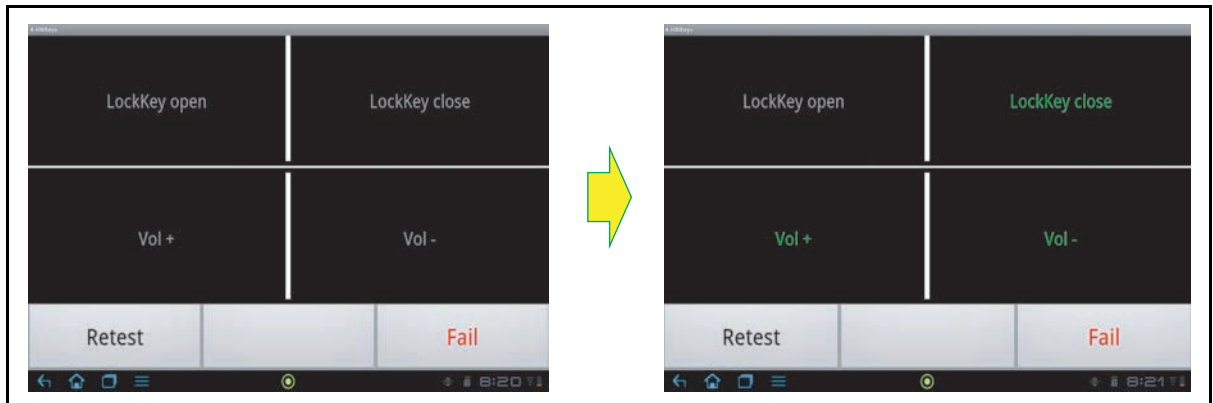 LockKey open LockKey close
Vol + Vol -
Retest Fail
8:20
LockKey open LockKey close
Vol + Vol -
Retest Fail
8:21